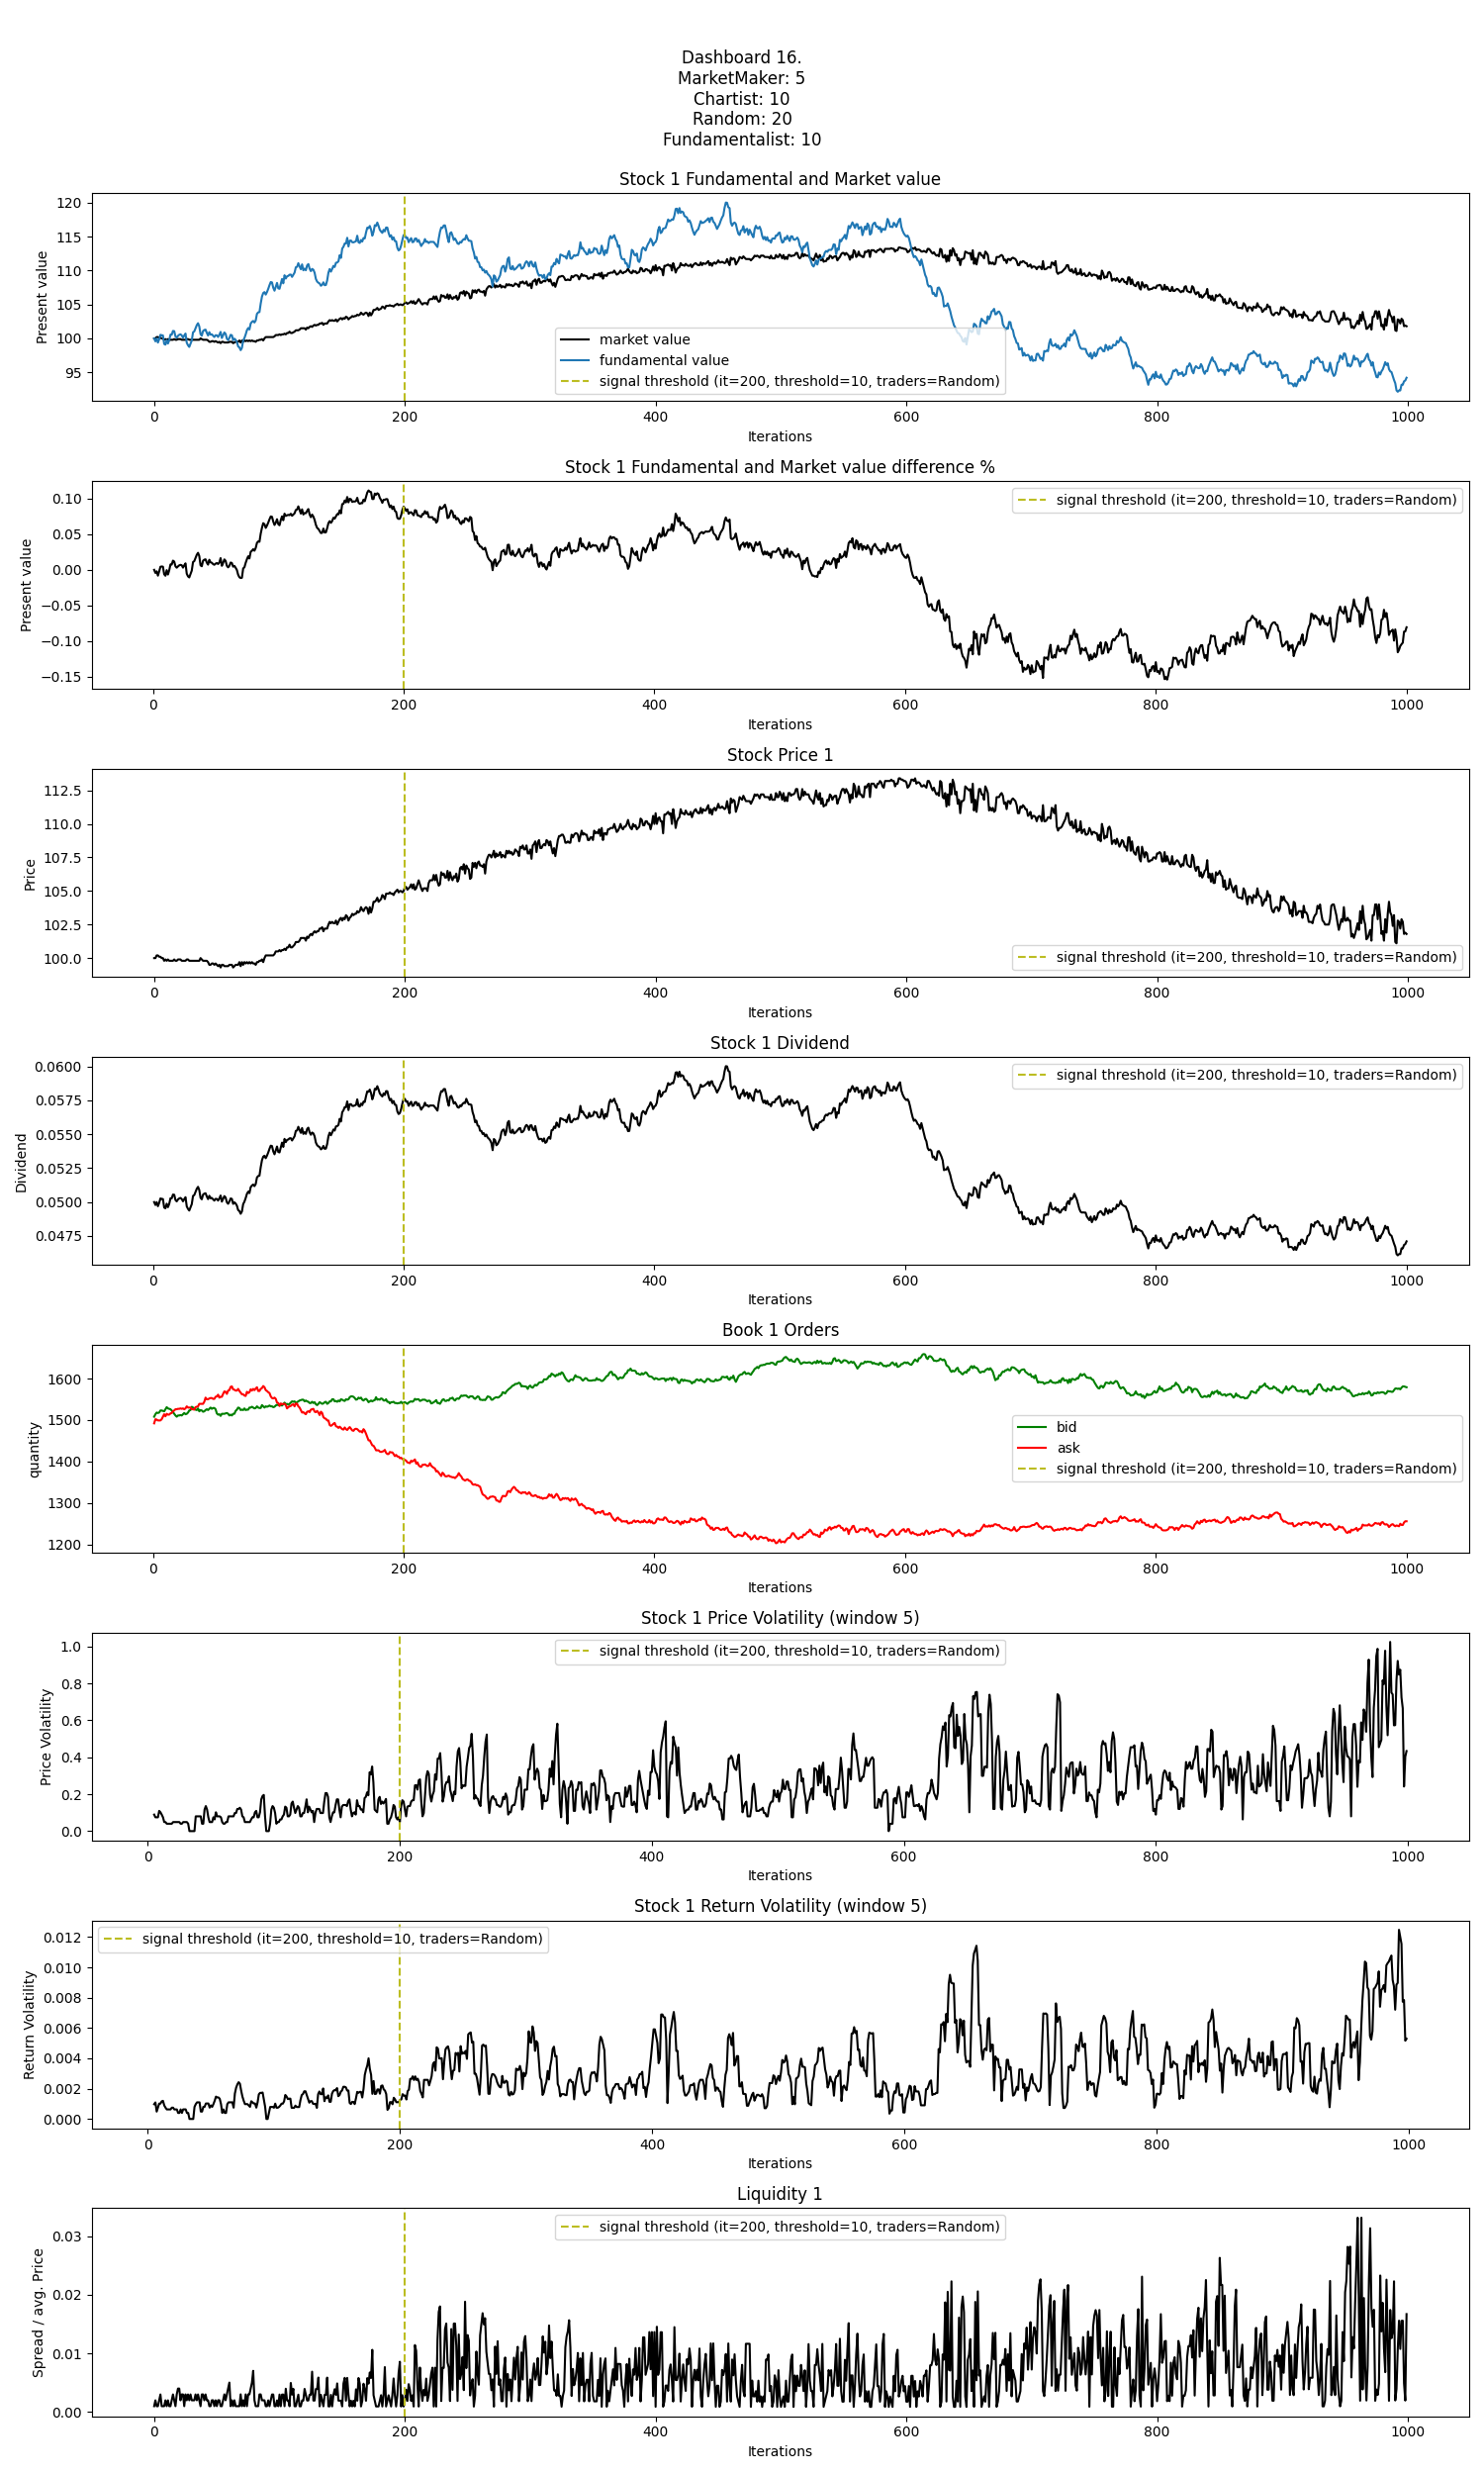 Dashboard 16.
MarketMaker: 5
Chartist: 10
Random: 20
Fundamentalist: 10
Stock 1 Fundamental and Market value
Present value
120
115
110
105
100
95
market value
fundamental value
signal threshold (it=200, threshold=10, traders=Random)
0 200 400 600 800 1000
Iterations
Stock 1 Fundamental and Market value difference %
Present value
0.10
0.05
0.00
−0.05
−0.10
−0.15
signal threshold (it=200, threshold=10, traders=Random)
0 200 400 600 800 1000
Iterations
Stock Price 1
Price
112.5
110.0
107.5
105.0
102.5
100.0
signal threshold (it=200, threshold=10, traders=Random)
0 200 400 600 800 1000
Iterations
Stock 1 Dividend
Dividend
0.0600
0.0575
0.0550
0.0525
0.0500
0.0475
signal threshold (it=200, threshold=10, traders=Random)
0 200 400 600 800 1000
Iterations
Book 1 Orders
quantity
1600
1500
1400
1300
1200
bid
ask
signal threshold (it=200, threshold=10, traders=Random)
0 200 400 600 800 1000
Iterations
Stock 1 Price Volatility (window 5)
Price Volatility
1.0
0.8
0.6
0.4
0.2
0.0
signal threshold (it=200, threshold=10, traders=Random)
0 200 400 600 800 1000
Iterations
Stock 1 Return Volatility (window 5)
Return Volatility
0.012
0.010
0.008
0.006
0.004
0.002
0.000
signal threshold (it=200, threshold=10, traders=Random)
0 200 400 600 800 1000
Iterations
Liquidity 1
Spread / avg. Price
0.03
0.02
0.01
0.00
signal threshold (it=200, threshold=10, traders=Random)
0 200 400 600 800 1000
Iterations